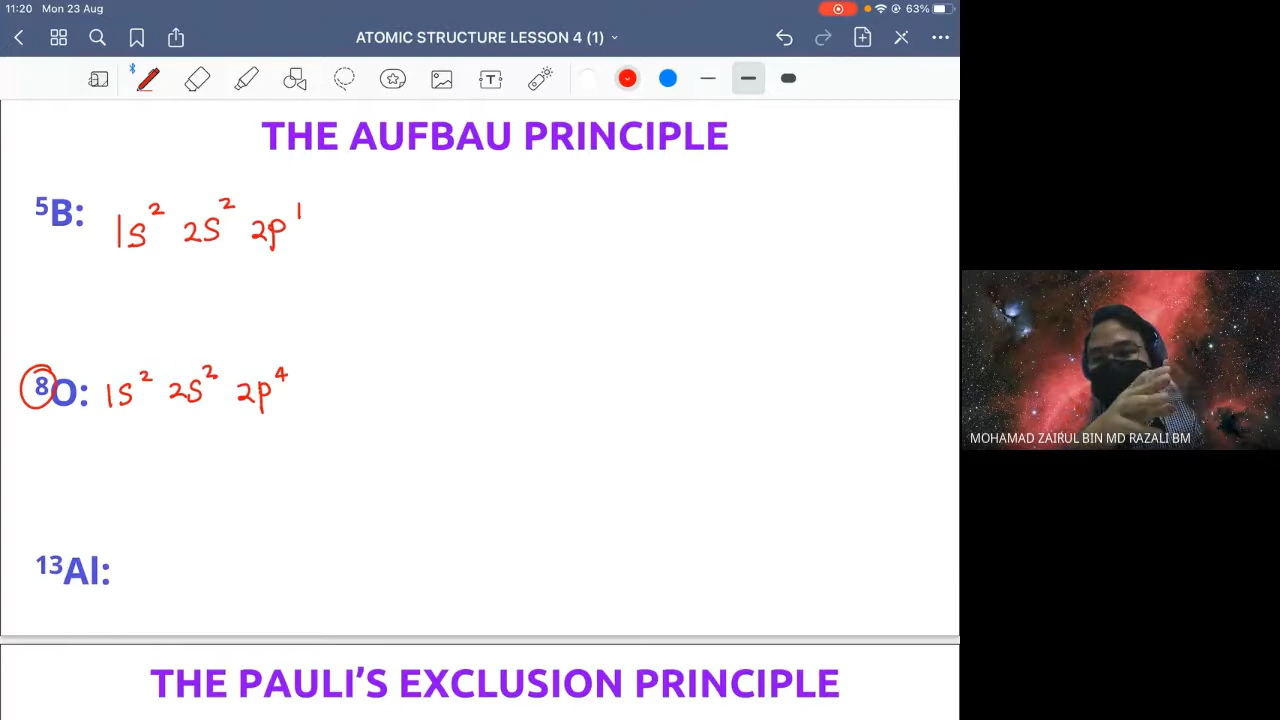 11:20 Mon 23 Aug 63%
ATOMIC STRUCTURE LESSON 4 (1)
T
THE AUFBAU PRINCIPLE
⁵B: 1s² 2s² 2p¹
⁸O: 1s² 2s² 2p⁴
MOHAMAD ZAIRUL BIN MD RAZALI BM
¹³Al:
THE PAULI’S EXCLUSION PRINCIPLE